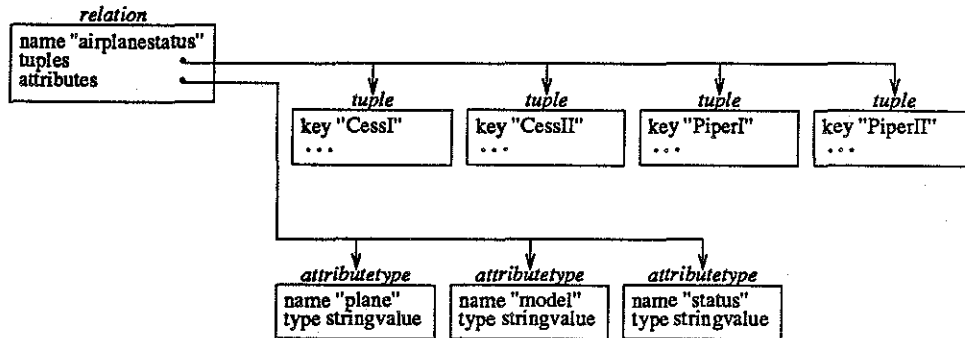 relation
name "airplanestatus"
tuples
attributes
tuple
key "CessI"
• • •
tuple
key "CessII"
• • •
tuple
key "PiperI"
• • •
tuple
key "PiperII"
• • •
attributetype
name "plane"
type stringvalue
attributetype
name "model"
type stringvalue
attributetype
name "status"
type stringvalue